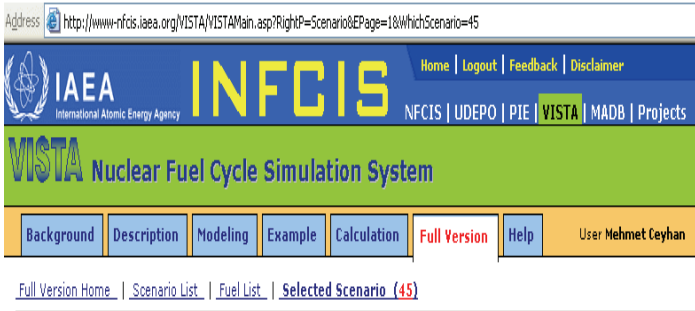 Address http://www-nfcis.iaea.org/VISTA/VISTAMain.asp?RightP=Scenario&EPage=1&WhichScenario=45
IAEA
International Atomic Energy Agency
INFCIS
Home | Logout | Feedback | Disclaimer
NFCIS | UDEPO | PIE | VISTA | MADB | Projects
VISTA Nuclear Fuel Cycle Simulation System
Background Description Modeling Example Calculation Full Version Help User Mehmet Ceyhan
Full Version Home | Scenario List | Fuel List | Selected Scenario (45)